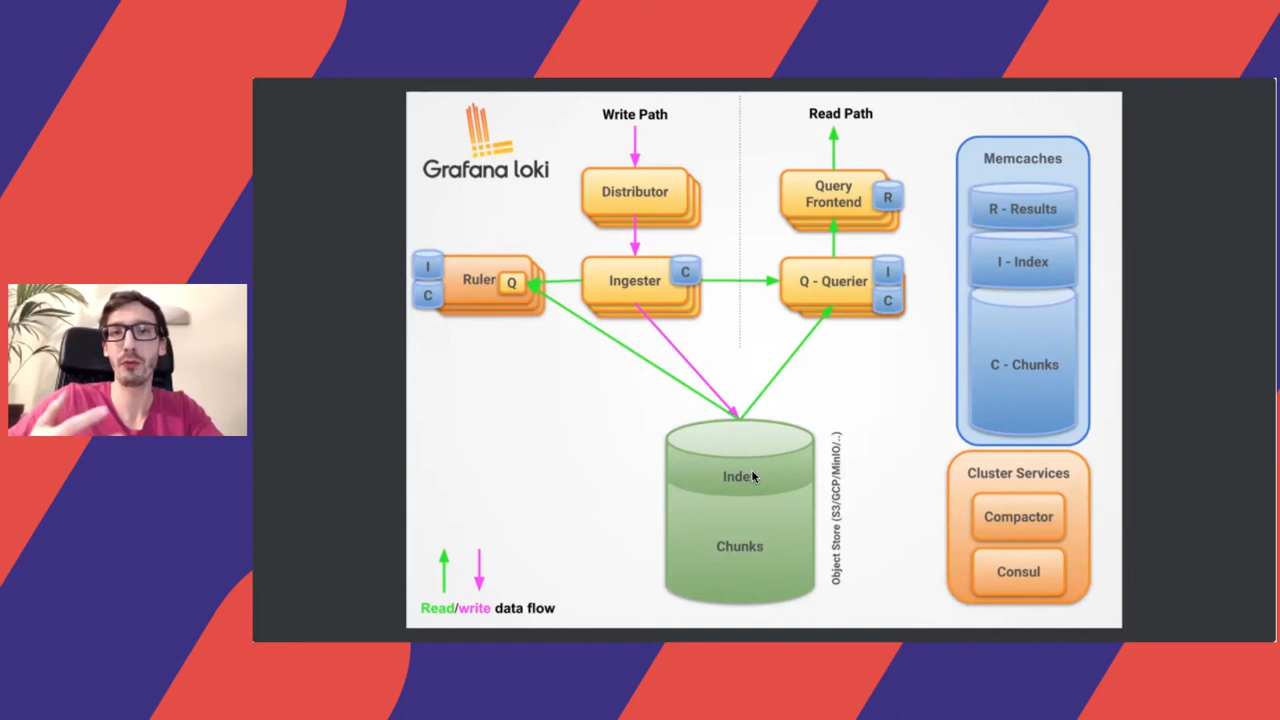 Grafana loki
Write Path
Read Path
Distributor
Query
Frontend
R
I
C
Ruler
Q
Ingester
C
Q - Querier
I
C
Index
Chunks
Object Store (S3/GCP/MinIO/..)
Memcaches
R - Results
I - Index
C - Chunks
Cluster Services
Compactor
Consul
Read/write data flow